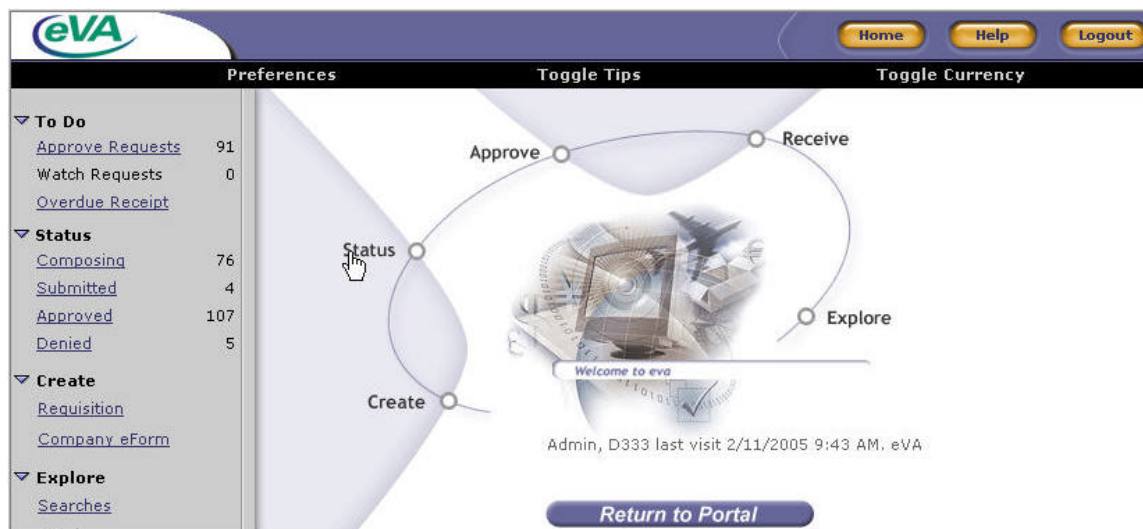 eVA
Home Help Logout
Preferences Toggle Tips Toggle Currency
To Do
Approve Requests 91
Watch Requests 0
Overdue Receipt
Status
Composing 76
Submitted 4
Approved 107
Denied 5
Create
Requisition
Company eForm
Explore
Searches
Approve
Receive
Status
Explore
Create
Welcome to eva
Admin, D333 last visit 2/11/2005 9:43 AM. eVA
Return to Portal